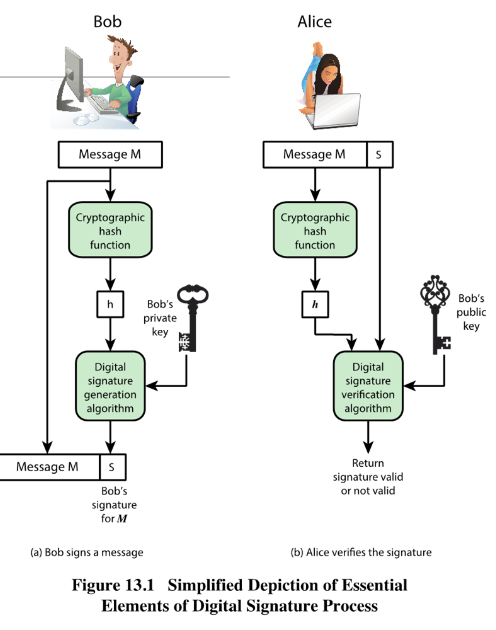 Bob
Message M
Cryptographic
hash
function
h
Bob's
private
key
Digital
signature
generation
algorithm
Message M
S
Bob's
signature
for M
(a) Bob signs a message
Alice
Message M
S
Cryptographic
hash
function
h
Bob's
public
key
Digital
signature
verification
algorithm
Return
signature valid
or not valid
(b) Alice verifies the signature
Figure 13.1 Simplified Depiction of Essential
Elements of Digital Signature Process